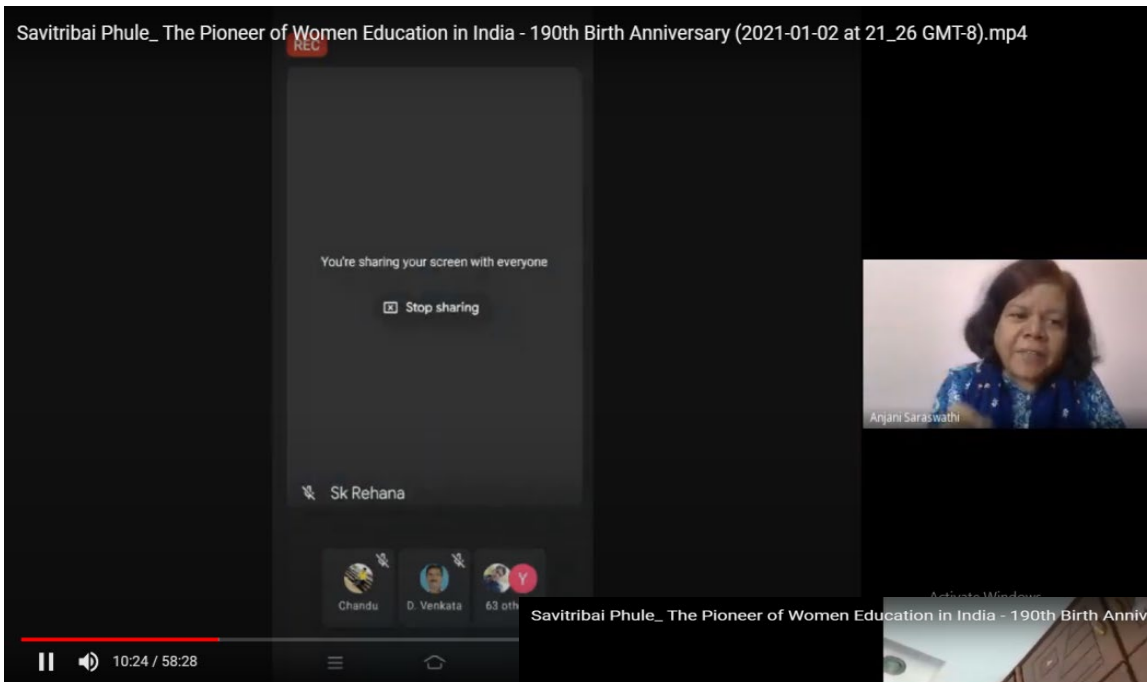 Savitribai Phule_ The Pioneer of Women Education in India - 190th Birth Anniversary (2021-01-02 at 21_26 GMT-8).mp4
REC
You're sharing your screen with everyone
Stop sharing
Anjani Saraswathi
Sk Rehana
Y
Chandu
D. Venkata
63 oth
Activate Windows
Savitribai Phule_ The Pioneer of Women Education in India - 190th Birth Anniv
10:24 / 58:28